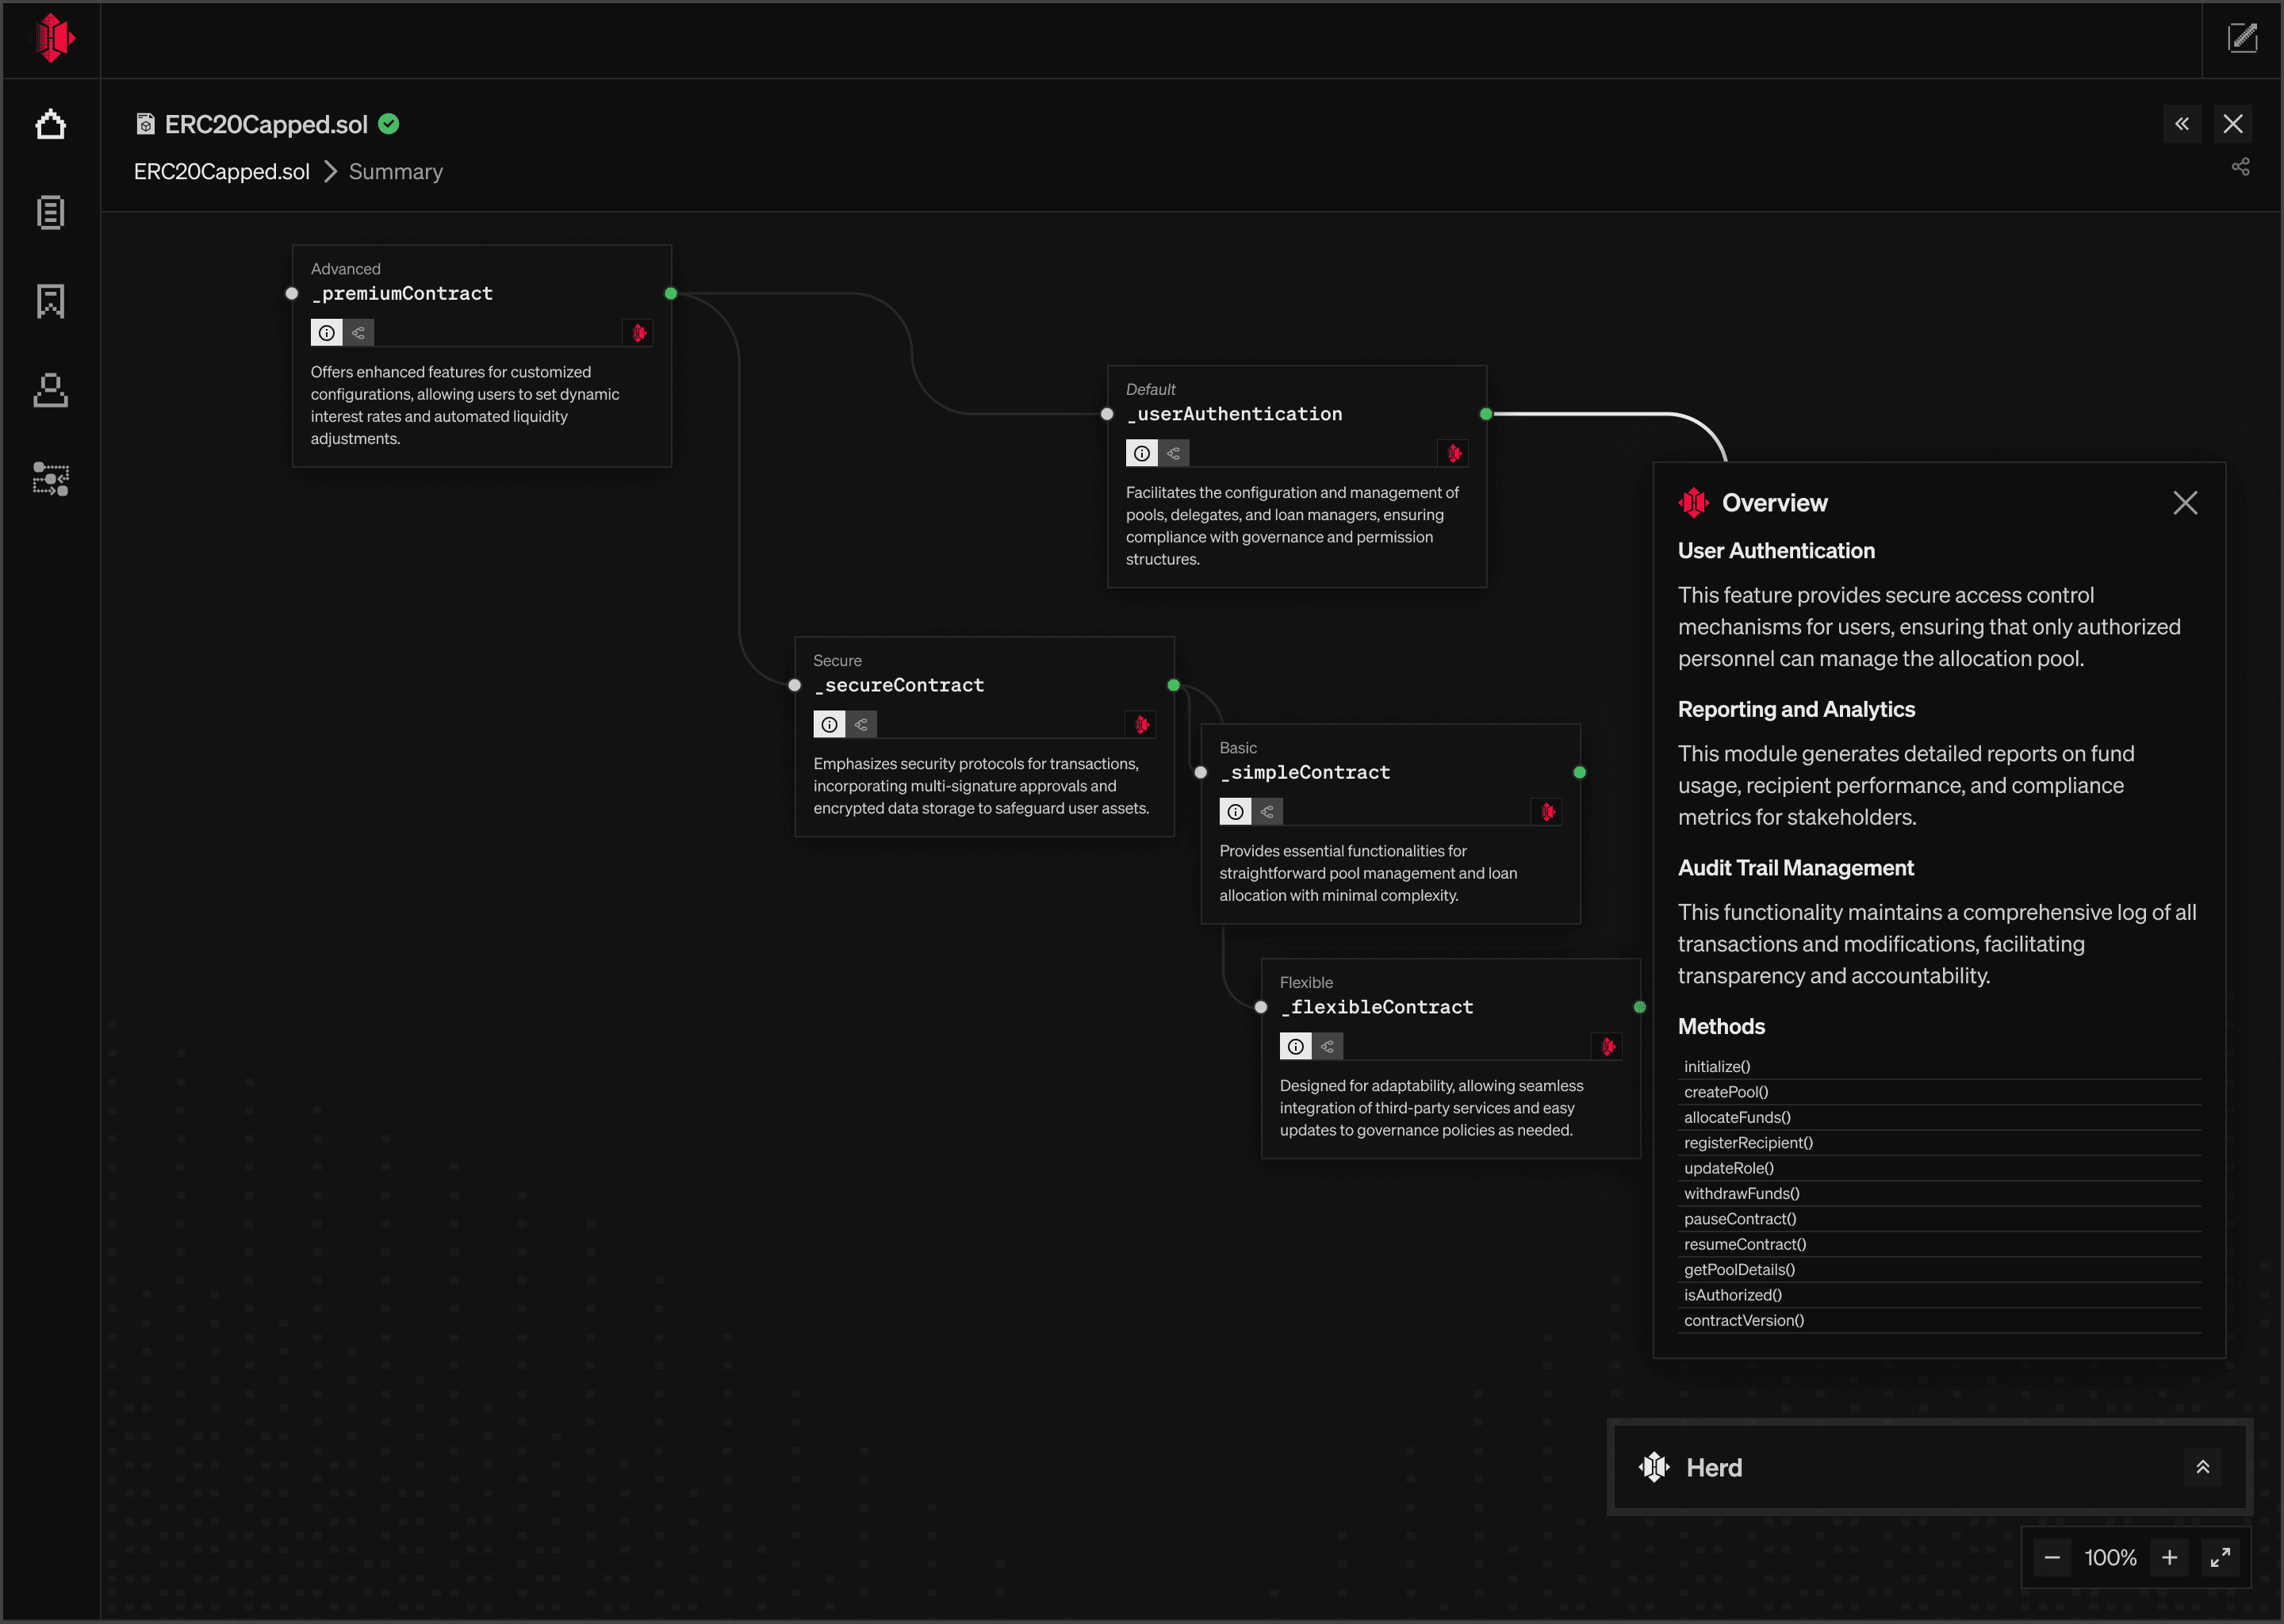 ERC20Capped.sol
ERC20Capped.sol
Summary
Advanced
_premiumContract
Offers enhanced features for customized
configurations, allowing users to set dynamic
interest rates and automated liquidity
adjustments.
Default
_userAuthentication
Facilitates the configuration and management of
pools, delegates, and loan managers, ensuring
compliance with governance and permission
structures.
Secure
_secureContract
Emphasizes security protocols for transactions,
incorporating multi-signature approvals and
encrypted data storage to safeguard user assets.
Basic
_simpleContract
Provides essential functionalities for
straightforward pool management and loan
allocation with minimal complexity.
Flexible
_flexibleContract
Designed for adaptability, allowing seamless
integration of third-party services and easy
updates to governance policies as needed.
Overview
User Authentication
This feature provides secure access control
mechanisms for users, ensuring that only authorized
personnel can manage the allocation pool.
Reporting and Analytics
This module generates detailed reports on fund
usage, recipient performance, and compliance
metrics for stakeholders.
Audit Trail Management
This functionality maintains a comprehensive log of all
transactions and modifications, facilitating
transparency and accountability.
Methods
initialize()
createPool()
allocateFunds()
registerRecipient()
updateRole()
withdrawFunds()
pauseContract()
resumeContract()
getPoolDetails()
isAuthorized()
contractVersion()
Herd
100%